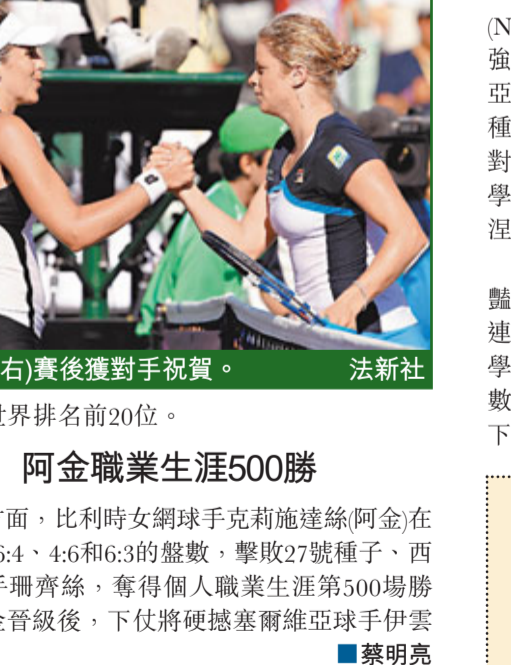 右)賽後獲對手祝賀。 法新社
世界排名前20位。
阿金職業生涯500勝
方面，比利時女網球手克莉施達絲(阿金)在
6:4、4:6和6:3的盤數，擊敗27號種子、西
手珊齊絲，奪得個人職業生涯第500場勝
金晉級後，下仗將硬撼塞爾維亞球手伊雲
■蔡明亮
(N
強
亞
種
對
學
涅
豔
連
學
數
下